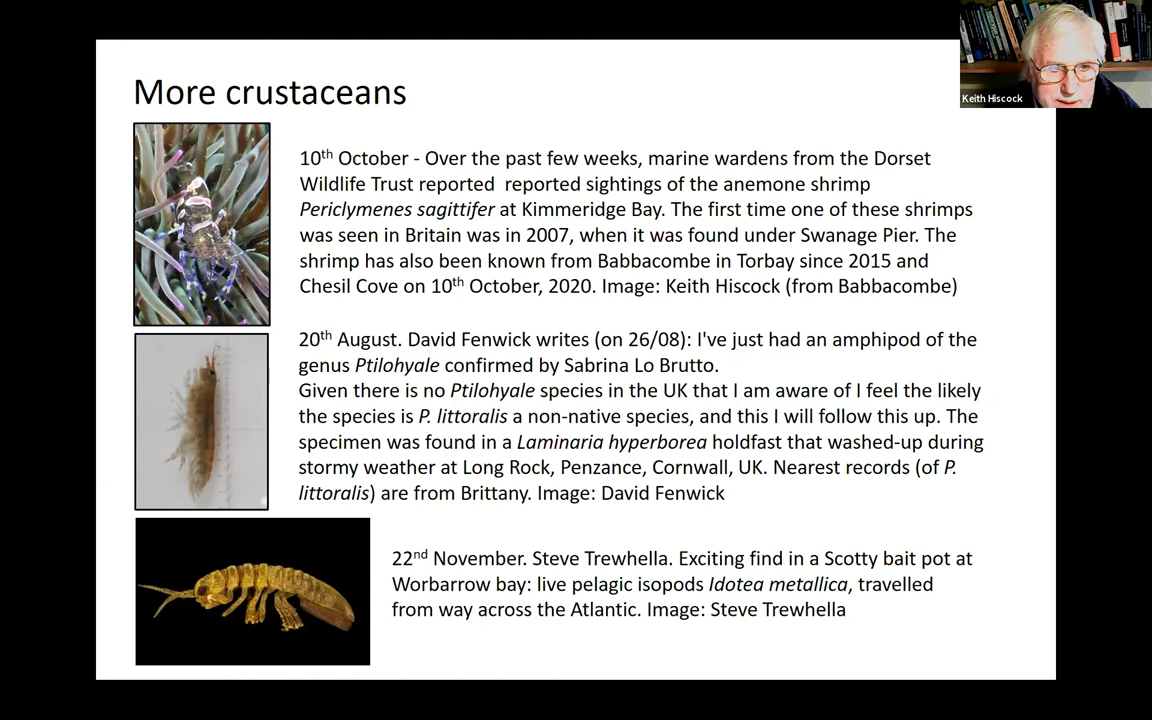 Keith Hiscock
More crustaceans
10th October - Over the past few weeks, marine wardens from the Dorset
Wildlife Trust reported  reported sightings of the anemone shrimp
Periclymenes sagittifer at Kimmeridge Bay. The first time one of these shrimps
was seen in Britain was in 2007, when it was found under Swanage Pier. The
shrimp has also been known from Babbacombe in Torbay since 2015 and
Chesil Cove on 10th October, 2020. Image: Keith Hiscock (from Babbacombe)
20th August. David Fenwick writes (on 26/08): I've just had an amphipod of the
genus Ptilohyale confirmed by Sabrina Lo Brutto.
Given there is no Ptilohyale species in the UK that I am aware of I feel the likely
the species is P. littoralis a non-native species, and this I will follow this up. The
specimen was found in a Laminaria hyperborea holdfast that washed-up during
stormy weather at Long Rock, Penzance, Cornwall, UK. Nearest records (of P.
littoralis) are from Brittany. Image: David Fenwick
22nd November. Steve Trewhella. Exciting find in a Scotty bait pot at
Worbarrow bay: live pelagic isopods Idotea metallica, travelled
from way across the Atlantic. Image: Steve Trewhella